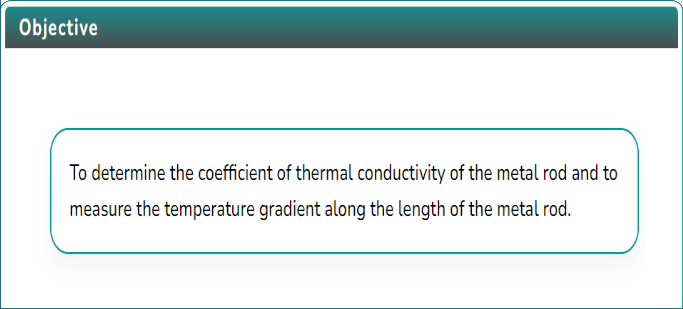 Objective
To determine the coefficient of thermal conductivity of the metal rod and to
measure the temperature gradient along the length of the metal rod.